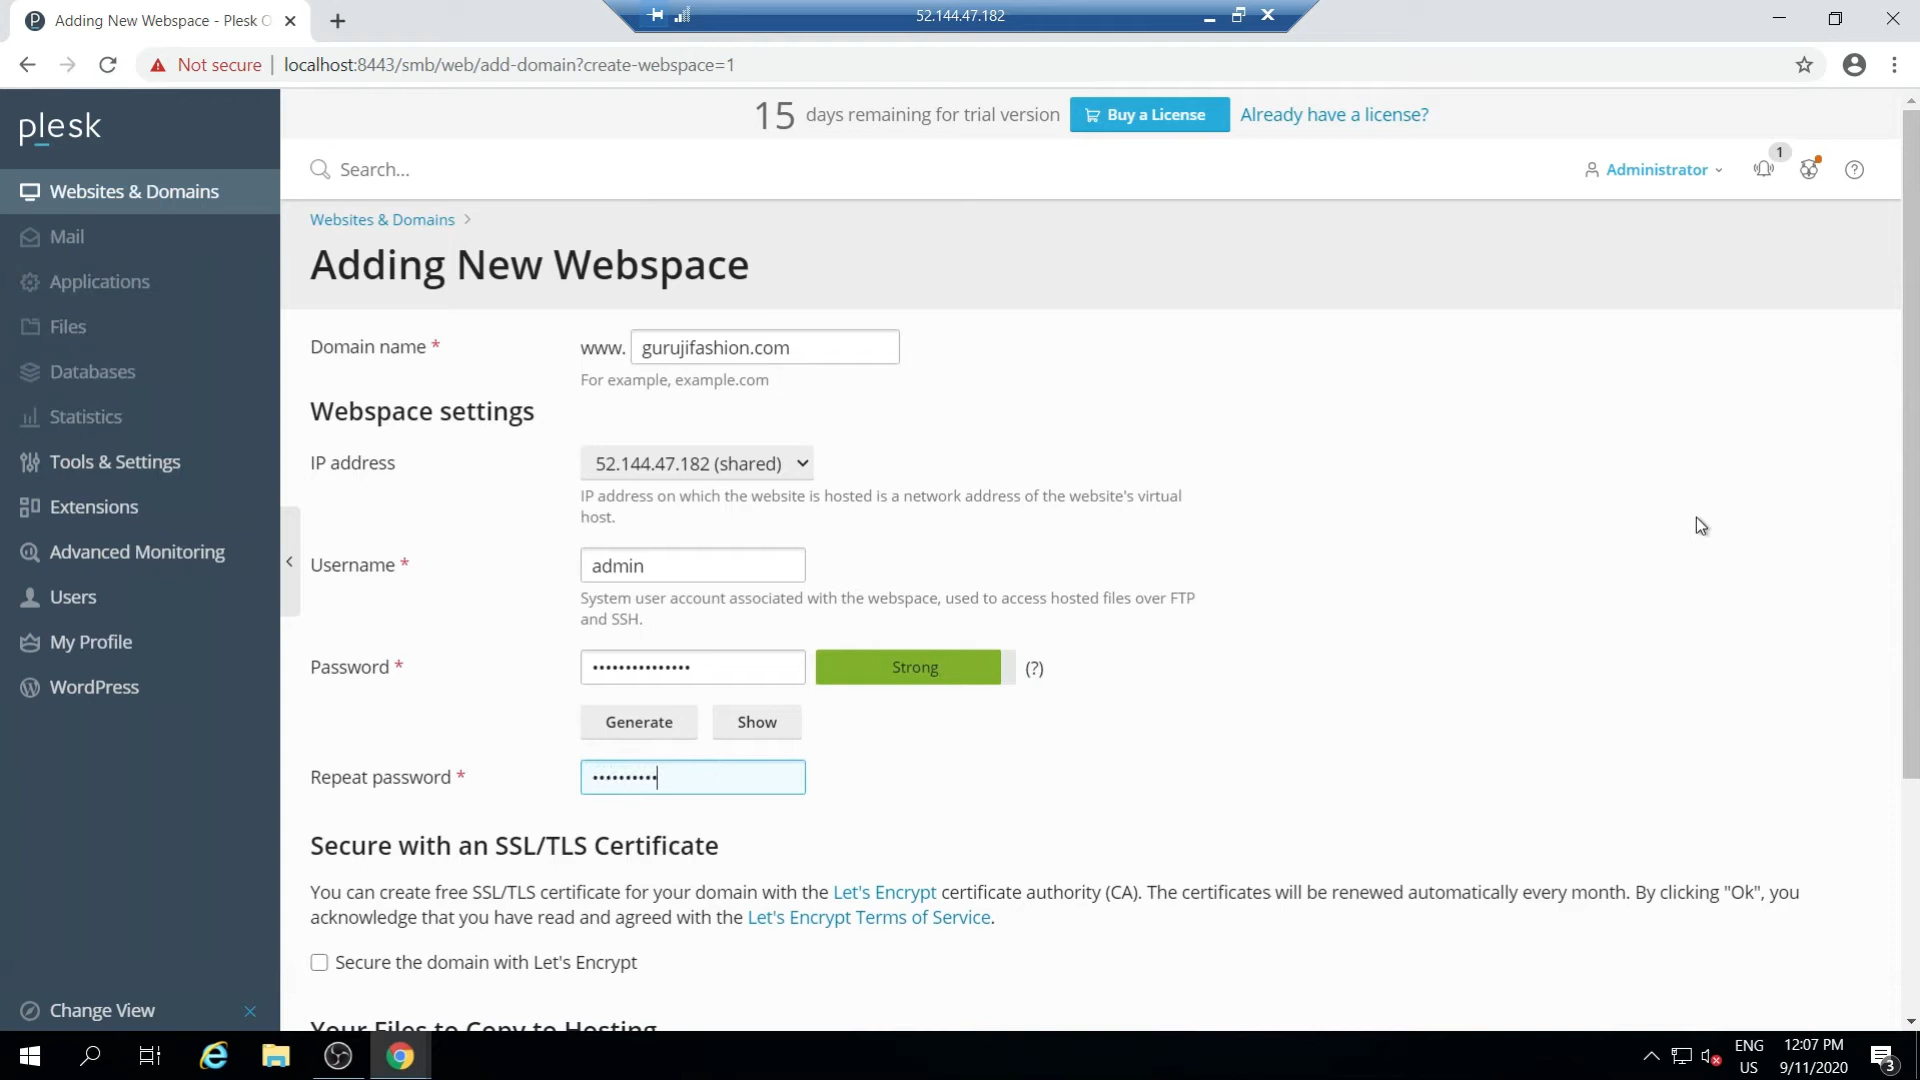 Adding New Webspace - Plesk O
52.144.47.182
Not secure
localhost:8443/smb/web/add-domain?create-webspace=1
plesk
15 days remaining for trial version
Buy a License
Already have a license?
Search...
Administrator
1
Websites & Domains
Mail
Applications
Files
Databases
Statistics
Tools & Settings
Extensions
Advanced Monitoring
Users
My Profile
WordPress
Change View
Websites & Domains
Adding New Webspace
Domain name *
www. gurujifashion.com
For example, example.com
Webspace settings
IP address
52.144.47.182 (shared)
IP address on which the website is hosted is a network address of the website's virtual
host.
Username *
admin
System user account associated with the webspace, used to access hosted files over FTP
and SSH.
Password *
Strong
(?)
Generate
Show
Repeat password *
Secure with an SSL/TLS Certificate
You can create free SSL/TLS certificate for your domain with the Let's Encrypt certificate authority (CA). The certificates will be renewed automatically every month. By clicking "Ok", you
acknowledge that you have read and agreed with the Let's Encrypt Terms of Service.
Secure the domain with Let's Encrypt
Your Files to Copy to Hosting
ENG
US
12:07 PM
9/11/2020
3